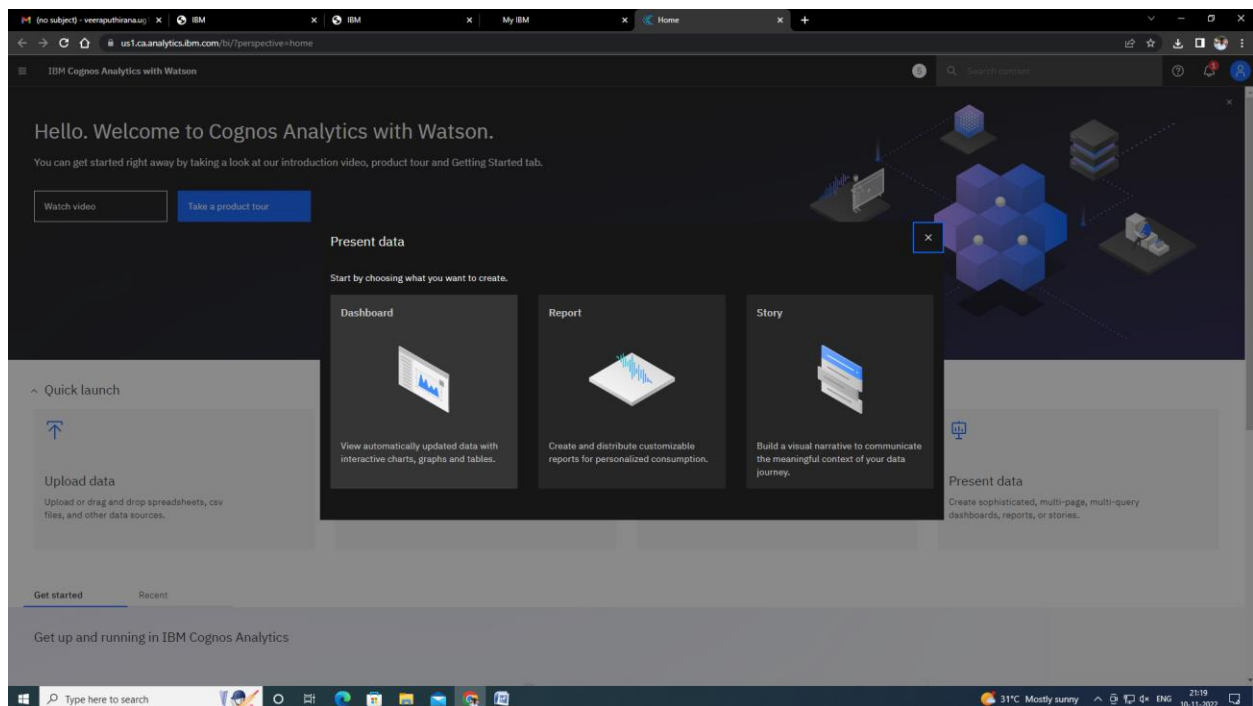 (no subject) - veeraputhirana.ug
IBM
IBM
My IBM
Home
us1.ca.analytics.ibm.com/bi/?perspective=home
IBM Cognos Analytics with Watson
Search content
Hello. Welcome to Cognos Analytics with Watson.
You can get started right away by taking a look at our introduction video, product tour and Getting Started tab.
Watch video
Take a product tour
Present data
Start by choosing what you want to create.
Dashboard
View automatically updated data with
interactive charts, graphs and tables.
Report
Create and distribute customizable
reports for personalized consumption.
Story
Build a visual narrative to communicate
the meaningful context of your data
journey.
Quick launch
Upload data
Upload or drag and drop spreadsheets, csv
files, and other data sources.
Present data
Create sophisticated, multi-page, multi-query
dashboards, reports, or stories.
Get started
Recent
Get up and running in IBM Cognos Analytics
Type here to search
31°C Mostly sunny
ENG
21:19
10-11-2022